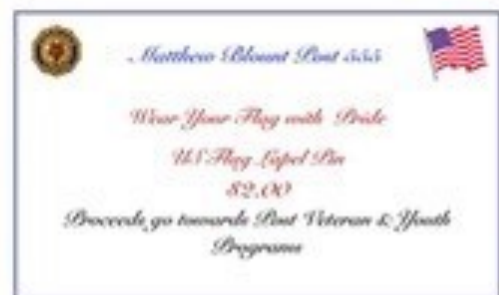 Matthew Blount Post 555
Wear Your Flag with Pride
US Flag Lapel Pin
$2.00
Proceeds go towards Post Veteran & Youth
Programs